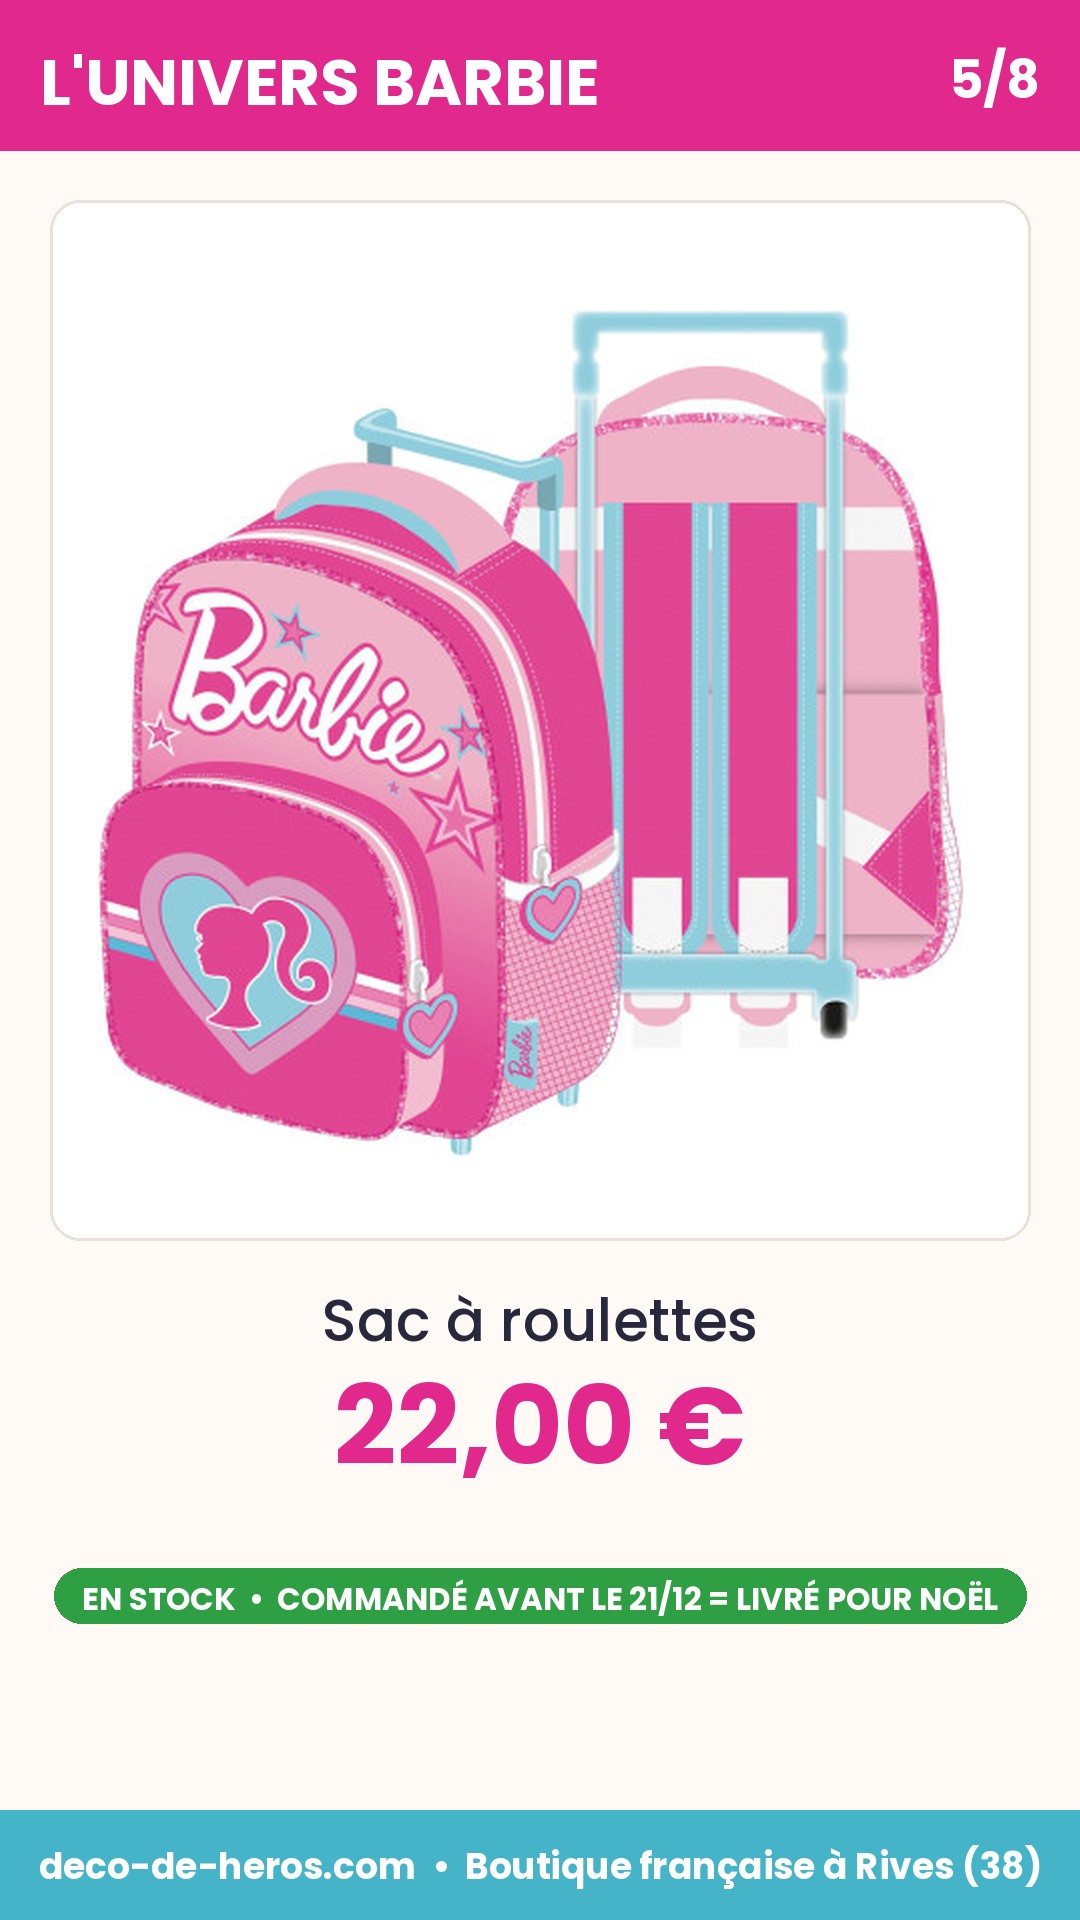 L'UNIVERS BARBIE
5/8
Barbie
Barbie
Sac à roulettes
22,00 €
EN STOCK • COMMANDÉ AVANT LE 21/12 = LIVRÉ POUR NOËL
deco-de-heros.com • Boutique française à Rives (38)